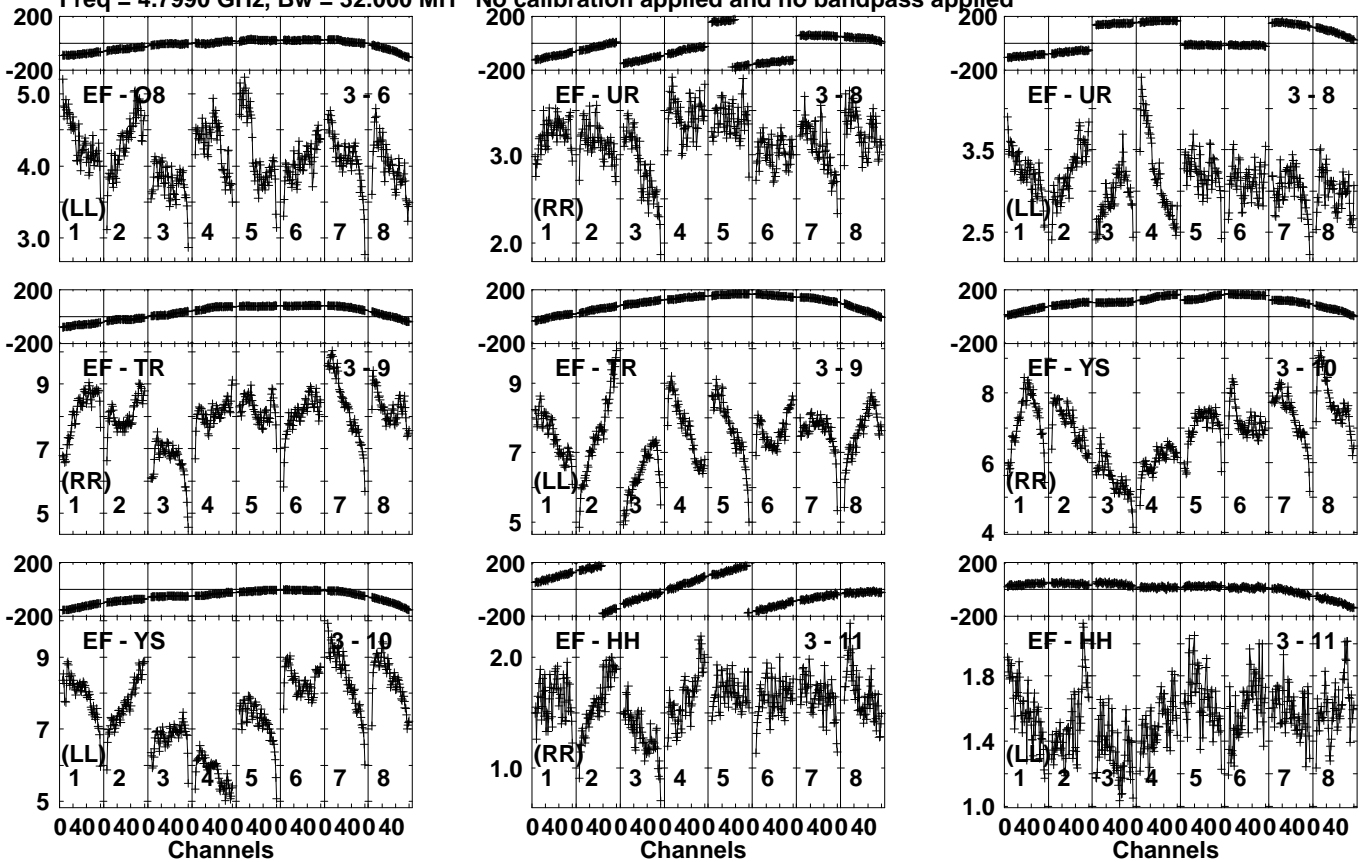 Freq = 4.7990 GHz, Bw = 32.000 MH No calibration applied and no bandpass applied
200
-200
EF - O8 3 - 6
5.0
4.0
3.0
(LL)
1 2 3 4 5 6 7 8
200
-200
EF - UR 3 - 8
3.0
2.0
(RR)
1 2 3 4 5 6 7 8
200
-200
EF - UR 3 - 8
3.5
2.5
(LL)
1 2 3 4 5 6 7 8
200
-200
EF - TR 3 - 9
9
7
5
(RR)
1 2 3 4 5 6 7 8
200
-200
EF - TR 3 - 9
9
7
5
(LL)
1 2 3 4 5 6 7 8
200
-200
EF - YS 3 - 10
8
6
4
(RR)
1 2 3 4 5 6 7 8
200
-200
EF - YS 3 - 10
9
7
5
(LL)
1 2 3 4 5 6 7 8
0 40 0 40 0 40 0 40 0 40 0 40 0 40 0 40
Channels
200
-200
EF - HH 3 - 11
2.0
1.0
(RR)
1 2 3 4 5 6 7 8
0 40 0 40 0 40 0 40 0 40 0 40 0 40 0 40
Channels
200
-200
EF - HH 3 - 11
1.8
1.4
1.0
(LL)
1 2 3 4 5 6 7 8
0 40 0 40 0 40 0 40 0 40 0 40 0 40 0 40
Channels